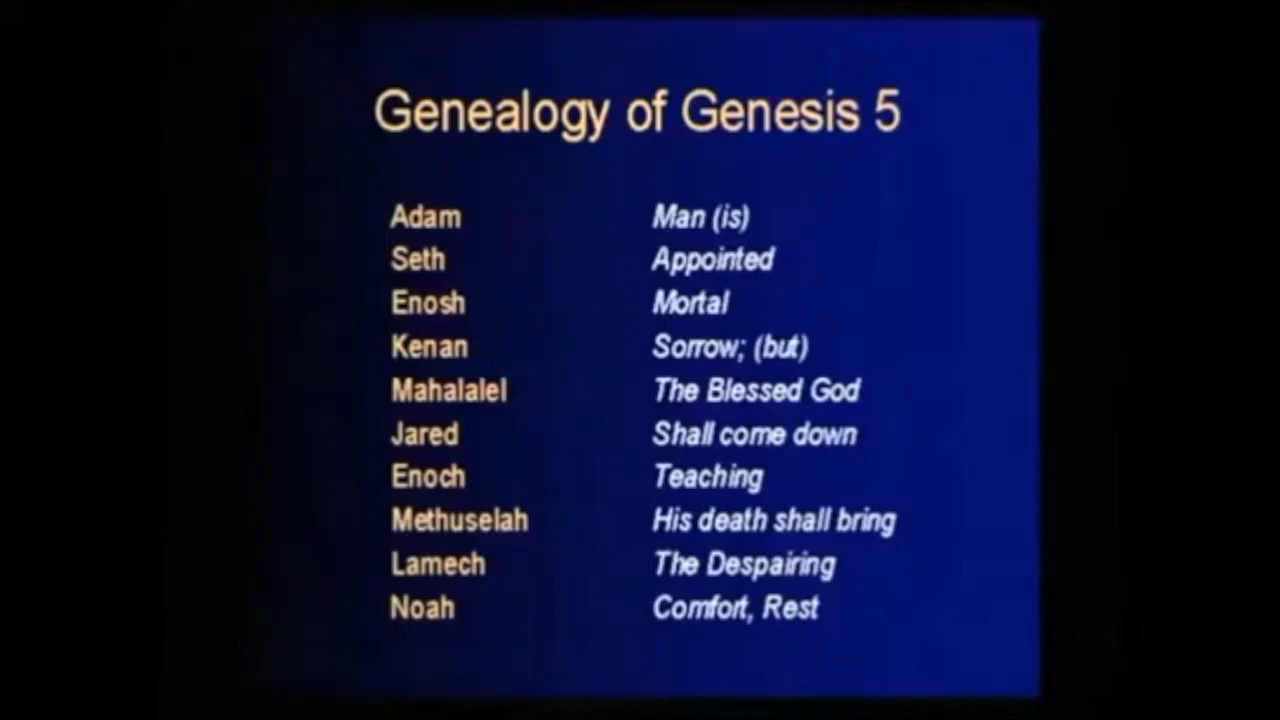 Genealogy of Genesis 5
Adam Man (is)
Seth Appointed
Enosh Mortal
Kenan Sorrow; (but)
Mahalalel The Blessed God
Jared Shall come down
Enoch Teaching
Methuselah His death shall bring
Lamech The Despairing
Noah Comfort, Rest